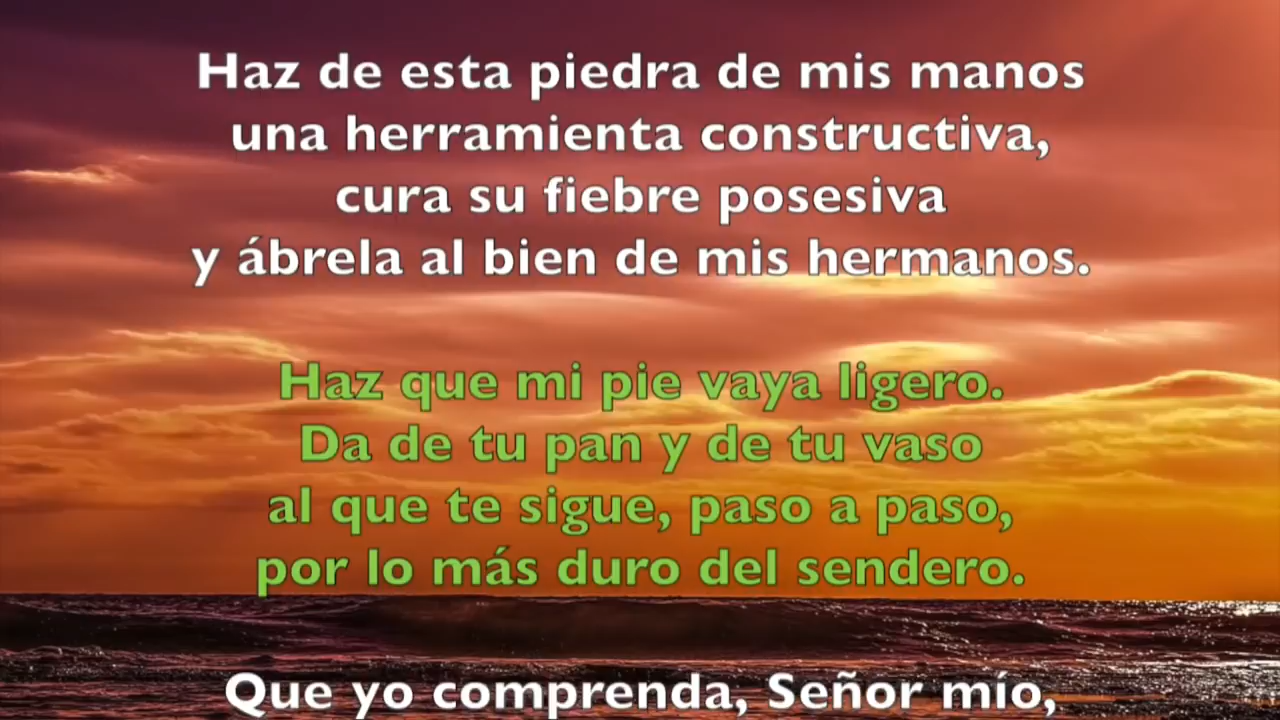 Haz de esta piedra de mis manos
una herramienta constructiva,
cura su fiebre posesiva
y ábrela al bien de mis hermanos.
Haz que mi pie vaya ligero.
Da de tu pan y de tu vaso
al que te sigue, paso a paso,
por lo más duro del sendero.
Que yo comprenda, Señor mío,